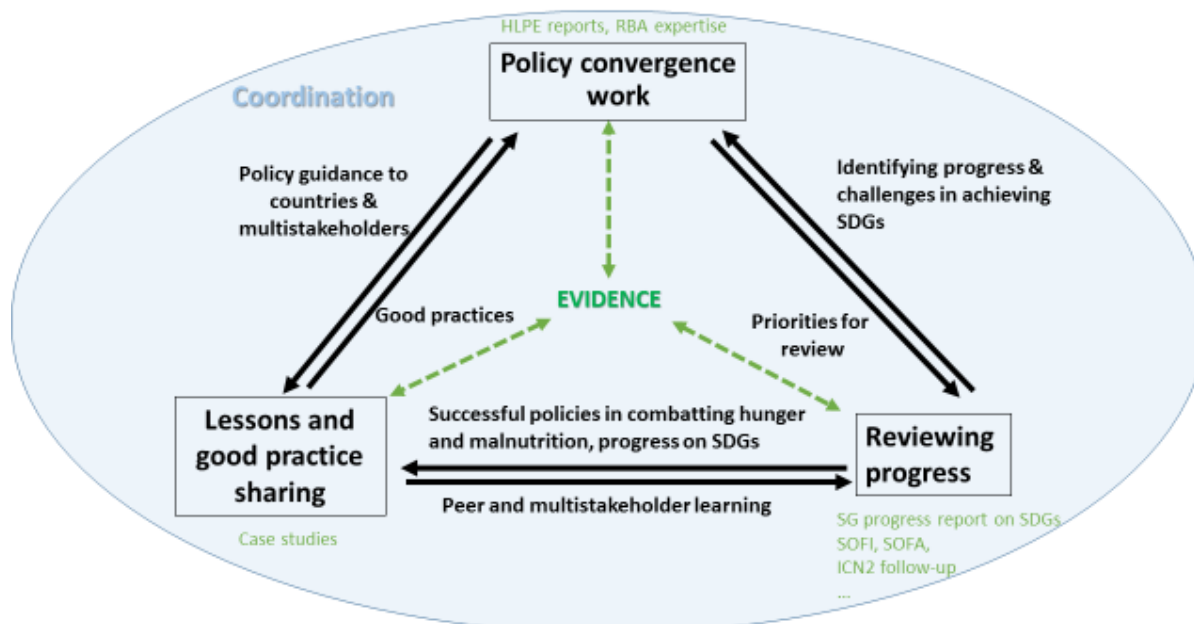 HLPE reports, RBA expertise
Policy convergence
work
Coordination
Policy guidance to
countries &
multistakeholders
Identifying progress &
challenges in achieving
SDGs
EVIDENCE
Good practices
Priorities for
review
Lessons and
good practice
sharing
Successful policies in combatting hunger
and malnutrition, progress on SDGs
Reviewing
progress
Peer and multistakeholder learning
Case studies
SG progress report on SDGs
SOFI, SOFA,
ICN2 follow-up
...